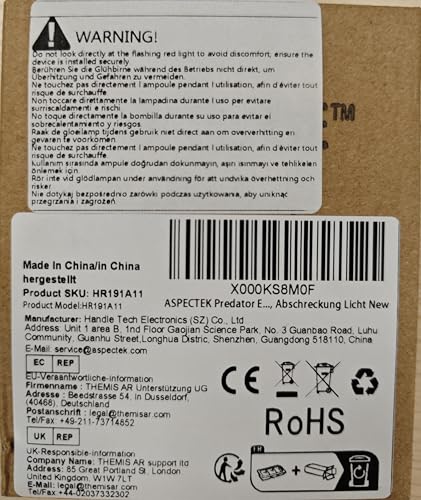 WARNING!
Do not look directly at the flashing red light to avoid discomfort; ensure the
device is installed securely.
Berühren Sie die Glühbirne während des Betriebs nicht direkt, um
Überhitzung und Gefahren zu vermeiden.
Ne touchez pas directement l ampoule pendant l utilisation, afin d éviter tout
risque de surchauffe
Non toccare direttamente la lampadina durante l uso per evitare
surriscaldamenti e rischi.
No toque directamente la bombilla durante su uso para evitar el
sobrecalentamiento y riesgos.
Raak de gloeilamp tijdens gebruik niet direct aan om oververhitting en
gevaren te voorkomen.
Ne touchez pas directement l ampoule pendant l utilisation, afin d éviter tout
risque de surchauffe
Kullanım sırasında ampule doğrudan dokunmayın, aşırı ısınmayı ve tehlikeleri
önlemek için.
Rör inte vid glödlampan under användning för att undvika överhettning och
risker
Nie dotykaj bezpośrednio żarówki podczas użytkowania, aby uniknąć
przegrzania i zagrożeń.
TM
X000KS8M0F
ASPECTEK Predator E..., Abschreckung Licht New
Made In China/in China
hergestellt
Product SKU: HR191A11
Product Model:HR191A11
Manufacturer: Handle Tech Electronics (SZ) Co., Ltd
Address: Unit 1 area B, 1nd Floor Gaojian Science Park, No. 3 Guanbao Road, Luhu
Community, Guanhu Street,Longhua District, Shenzhen, Guangdong 518110, China
E-Mail: service@aspectek.com
EC REP
EU-Verantwortliche-information
Firmenname : THEMIS AR Unterstützung UG
Adresse : Beedstrasse 54, in Dusseldorf,
(40468), Deutschland
Postanschrift : legal@themisar.com
Tel/Fax: +49-211-73714852
UK REP
UK-Responsible-information
Company Name: THEMIS AR support ltd
Address: 85 Great Portland St, London
United Kingdom, W1W 7LT
E-Mail: legal@themisar.com
Tel/Fax: +44-02037332302
CE
RoHS
FR
+